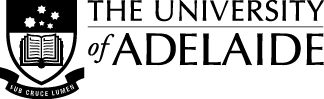 THE UNIVERSITY
of ADELAIDE
SUB CRUCE LUMEN